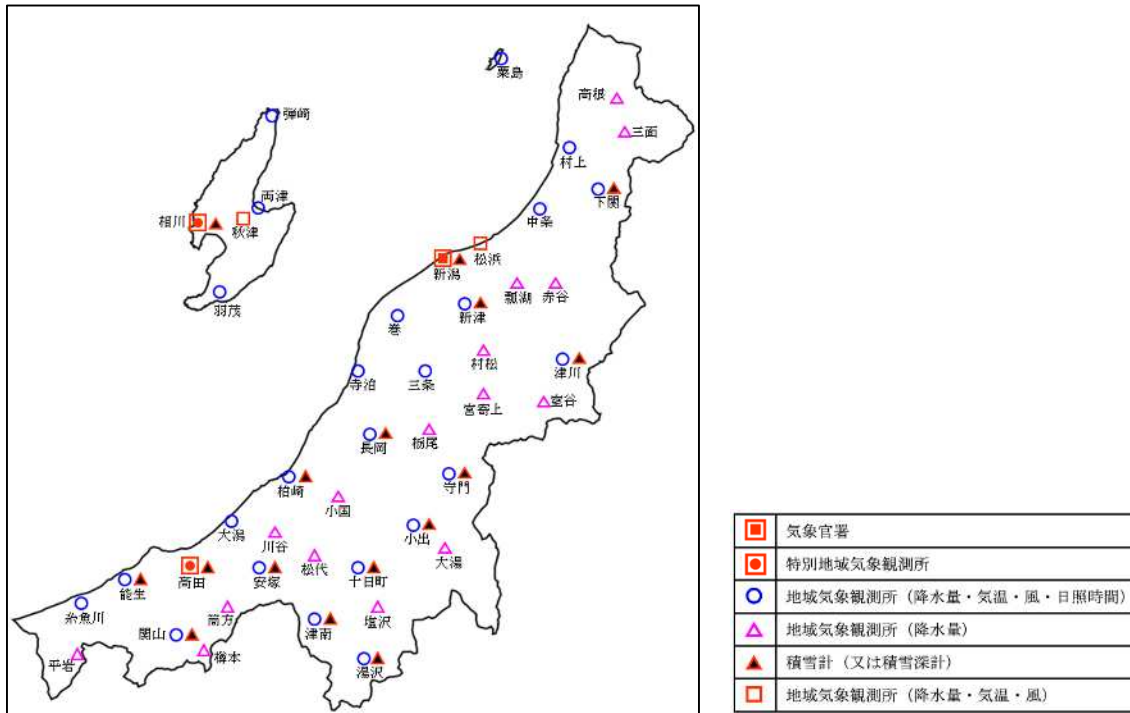 粟島
弾崎
高根
三面
村上
両津
下関
中条
相川
秋津
松浜
新潟
羽茂
瓢湖
赤谷
新津
巻
村松
津川
寺泊
三条
宮寄上
室谷
長岡
栃尾
守門
柏崎
小国
大潟
小出
川谷
大湯
松代
高田
安塚
十日町
能生
糸魚川
筒方
塩沢
津南
関山
樽本
平岩
湯沢
気象官署
特別地域気象観測所
地域気象観測所（降水量・気温・風・日照時間）
地域気象観測所（降水量）
積雪計（又は積雪深計）
地域気象観測所（降水量・気温・風）